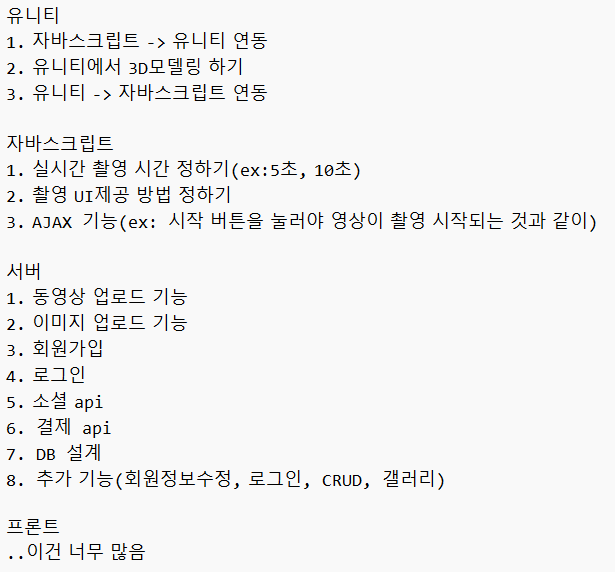 유니티
1. 자바스크립트 -> 유니티 연동
2. 유니티에서 3D모델링 하기
3. 유니티 -> 자바스크립트 연동

자바스크립트
1. 실시간 촬영 시간 정하기(ex:5초, 10초)
2. 촬영 UI제공 방법 정하기
3. AJAX 기능(ex: 시작 버튼을 눌러야 영상이 촬영 시작되는 것과 같이)

서버
1. 동영상 업로드 기능
2. 이미지 업로드 기능
3. 회원가입
4. 로그인
5. 소셜 api
6. 결제 api
7. DB 설계
8. 추가 기능(회원정보수정, 로그인, CRUD, 갤러리)

프론트
..이건 너무 많음